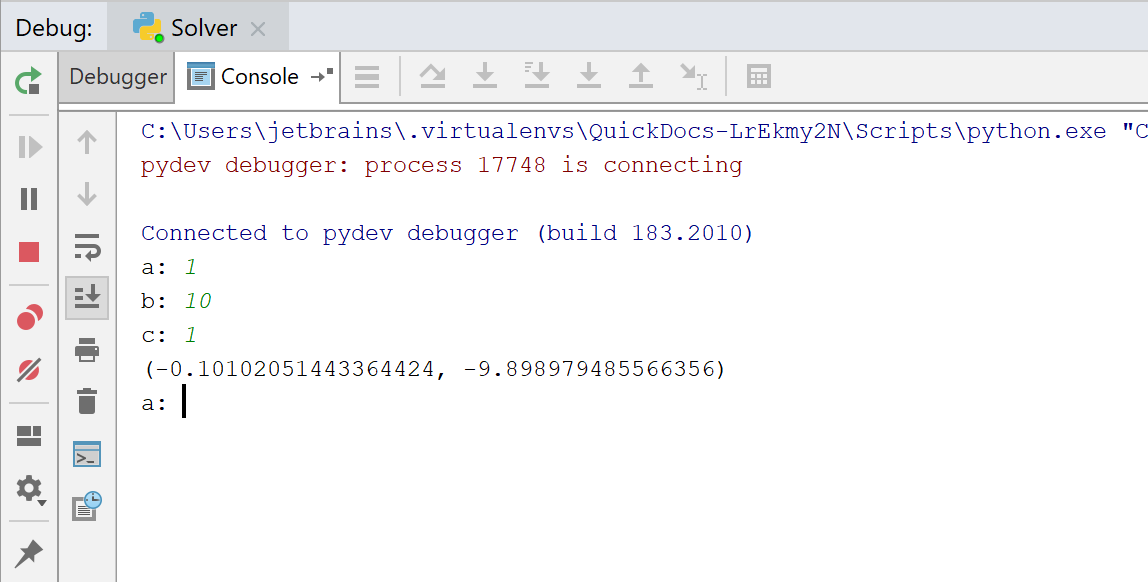 Debug: Solver
Debugger Console
C:\Users\jetbrains\.virtualenvs\QuickDocs-LrEkmy2N\Scripts\python.exe "C
pydev debugger: process 17748 is connecting
Connected to pydev debugger (build 183.2010)
a: 1
b: 10
c: 1
(-0.10102051443364424, -9.898979485566356)
a: